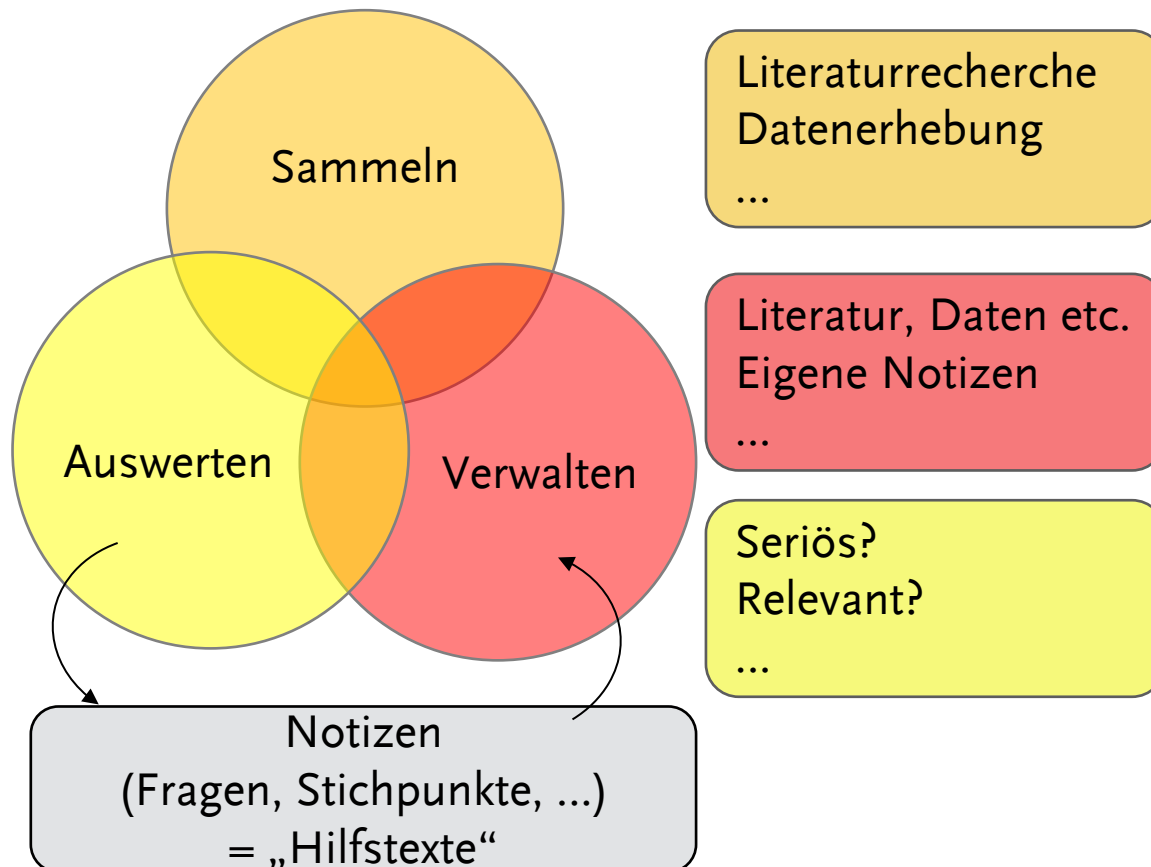 Sammeln
Auswerten
Verwalten
Notizen
(Fragen, Stichpunkte, ...)
= „Hilfstexte“
Literaturrecherche
Datenerhebung
...
Literatur, Daten etc.
Eigene Notizen
...
Seriös?
Relevant?
...